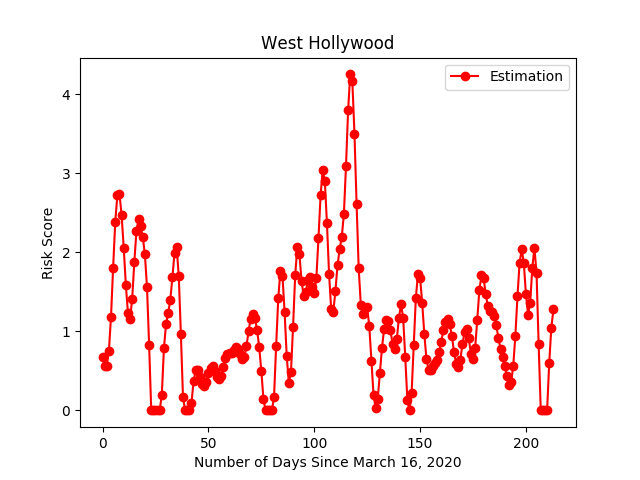 West Hollywood
Estimation
Risk Score
4
3
2
1
0
0 50 100 150 200
Number of Days Since March 16, 2020